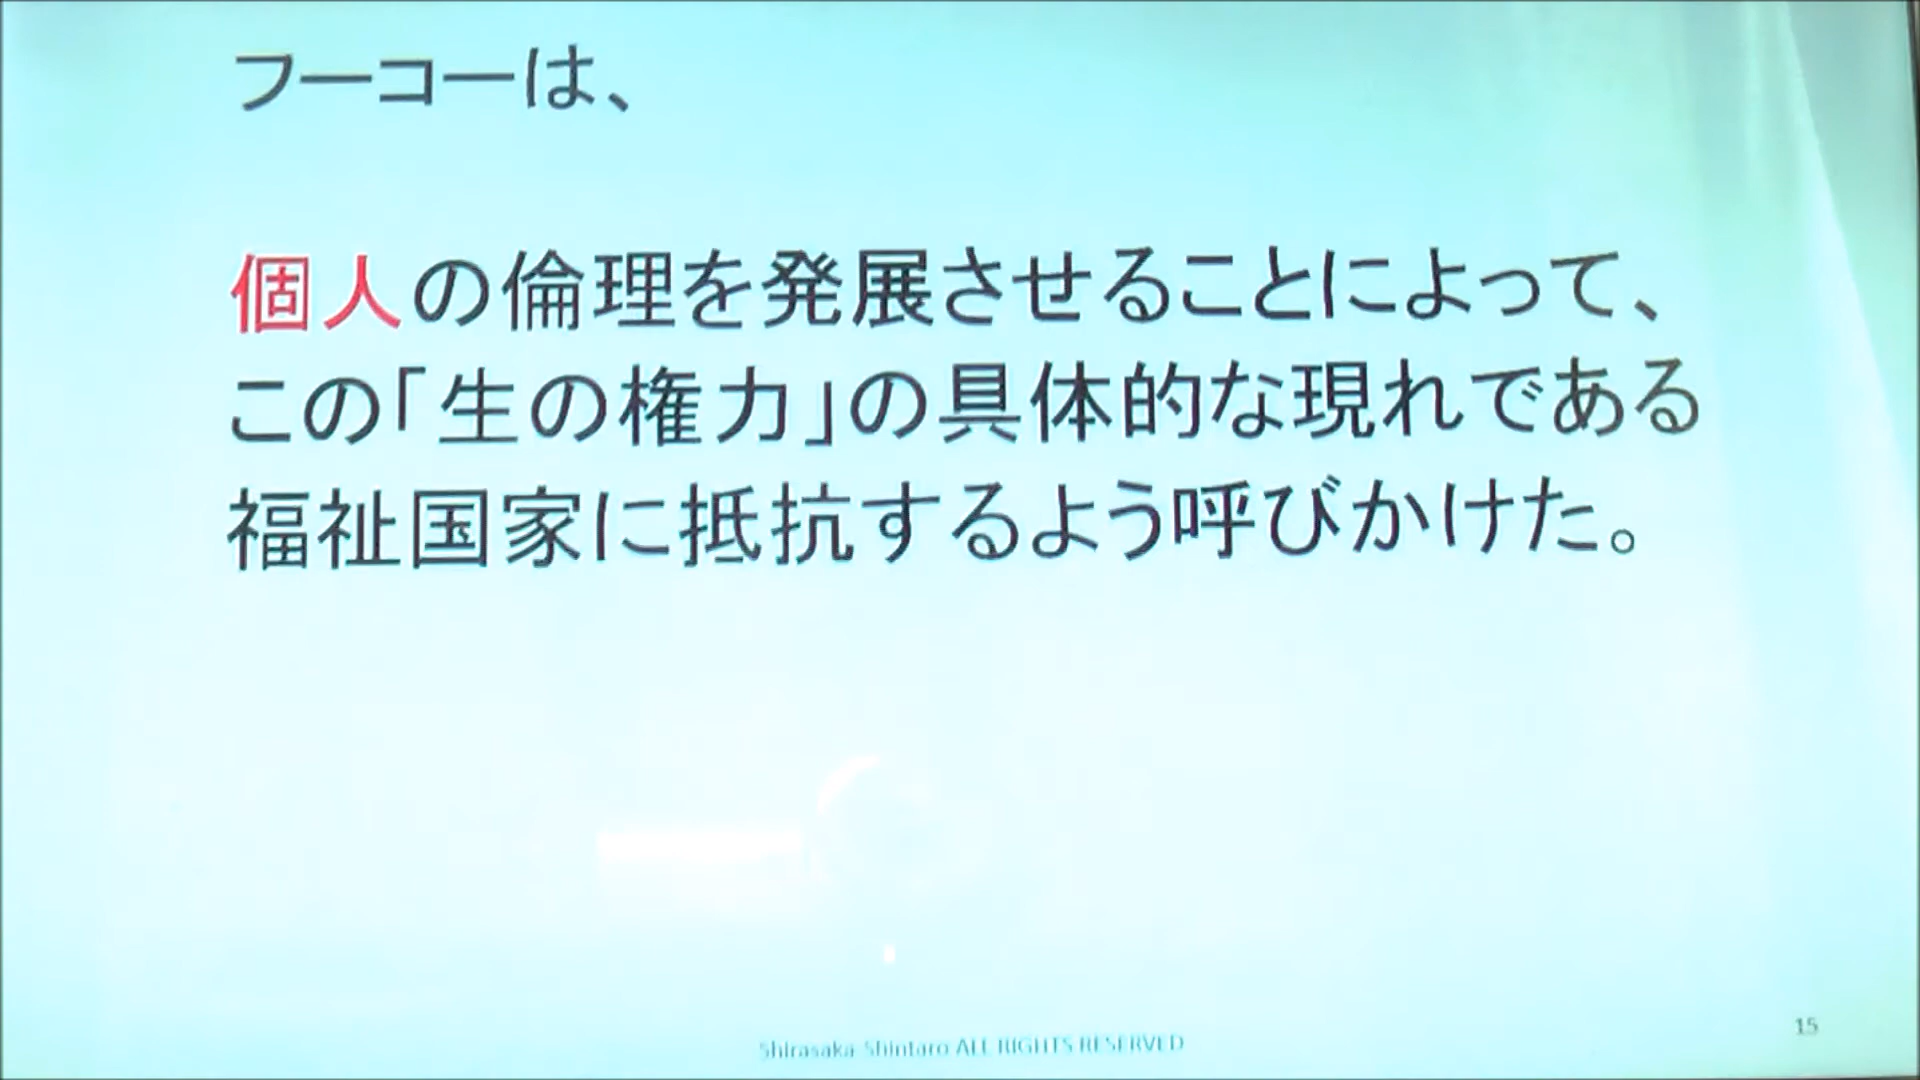 フーコーは、
個人の倫理を発展させることによって、
この「生の権力」の具体的な現れである
福祉国家に抵抗するよう呼びかけた。
Shirasaka Shintaro ALL RIGHTS RESERVED
15